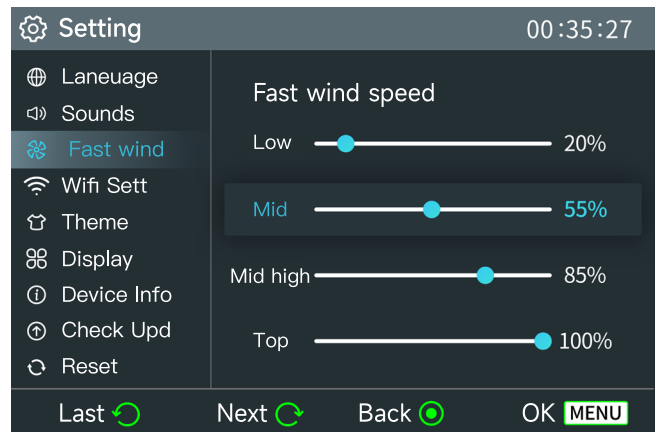 Setting 00:35:27
Laneuage
Sounds
Fast wind
Wifi Sett
Theme
Display
Device Info
Check Upd
Reset
Fast wind speed
Low 20%
Mid 55%
Mid high 85%
Top 100%
Last Next Back OK MENU